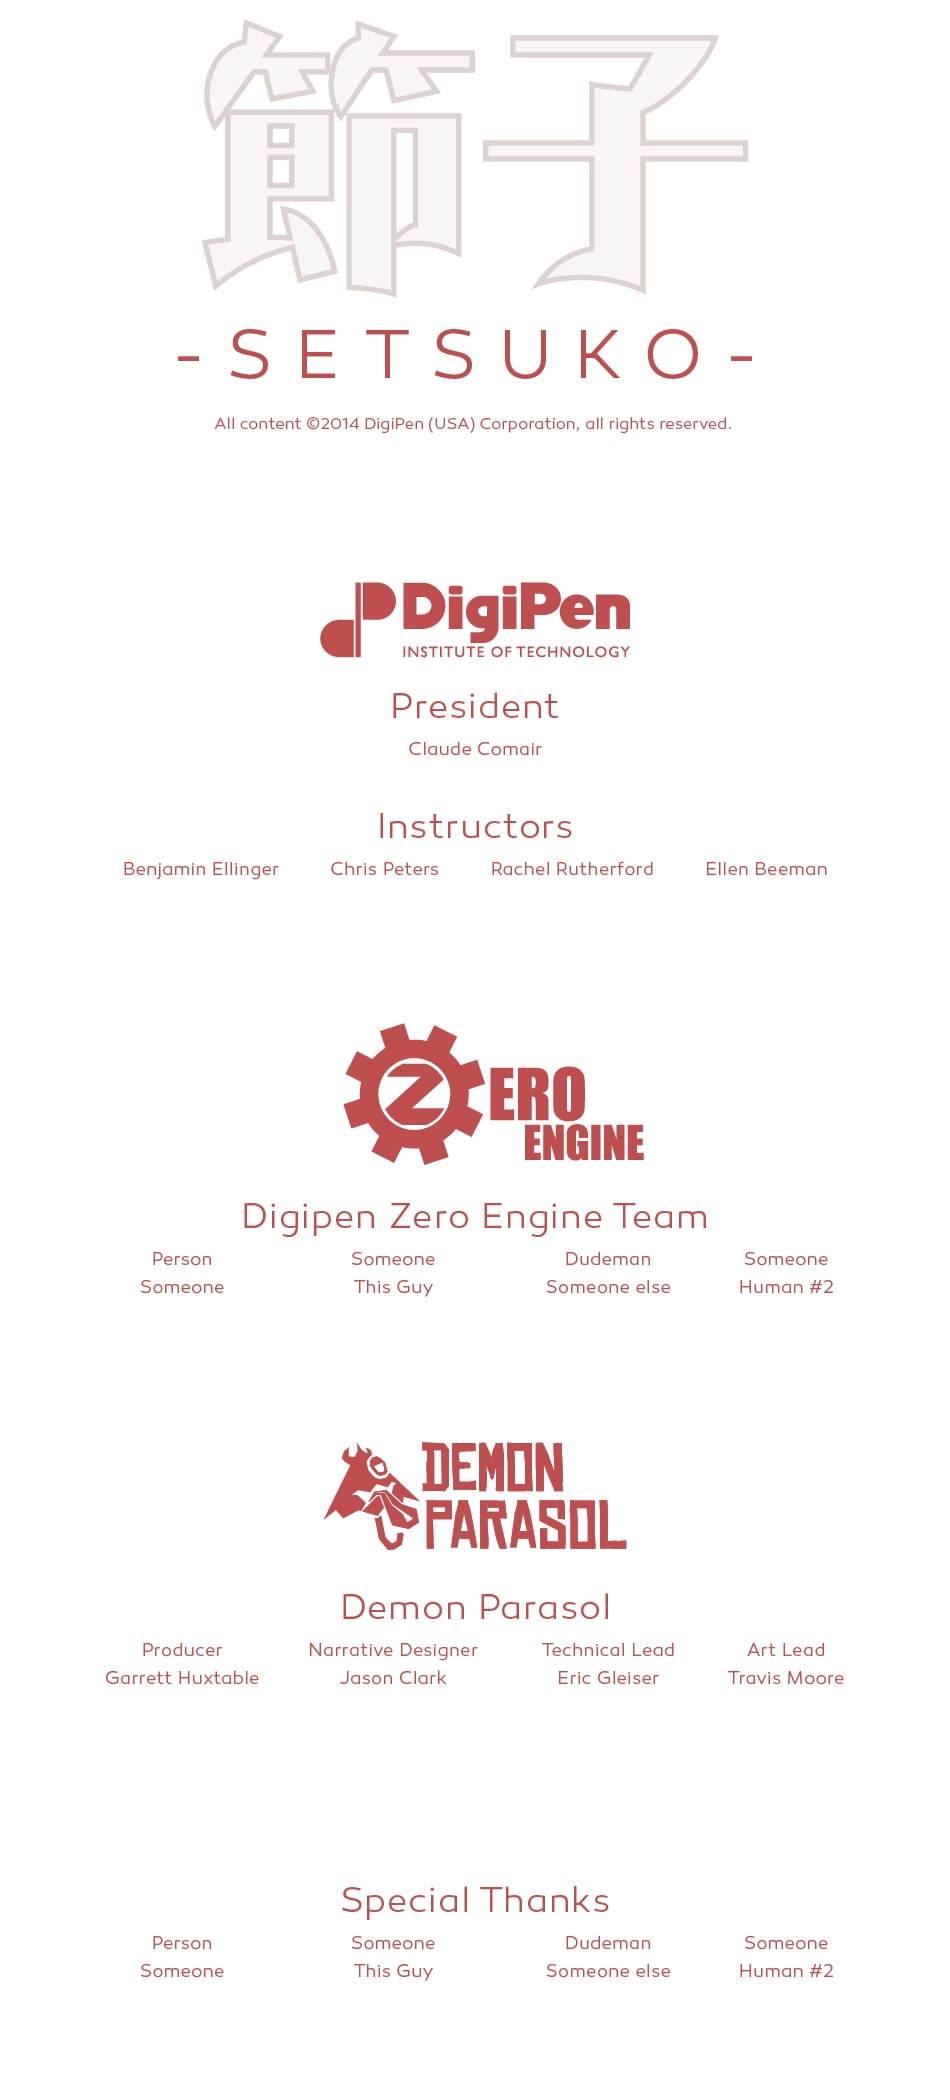 節子
- SETSUKO -
All content ©2014 DigiPen (USA) Corporation, all rights reserved.
DigiPen
INSTITUTE OF TECHNOLOGY
President
Claude Comair
Instructors
Benjamin Ellinger Chris Peters Rachel Rutherford Ellen Beeman
ZERO
ENGINE
Digipen Zero Engine Team
Person Someone Dudeman Someone
Someone This Guy Someone else Human #2
DEMON
PARASOL
Demon Parasol
Producer Narrative Designer Technical Lead Art Lead
Garrett Huxtable Jason Clark Eric Gleiser Travis Moore
Special Thanks
Person Someone Dudeman Someone
Someone This Guy Someone else Human #2